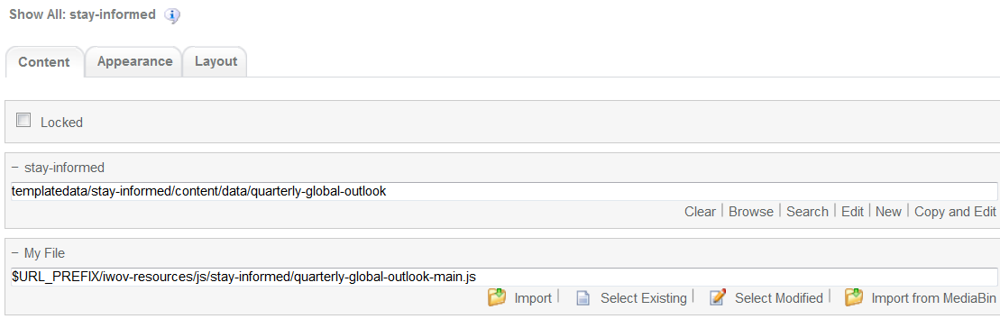 Show All: stay-informed
Content Appearance Layout
Locked
− stay-informed
templatedata/stay-informed/content/data/quarterly-global-outlook
Clear | Browse | Search | Edit | New | Copy and Edit
− My File
$URL_PREFIX/iwov-resources/js/stay-informed/quarterly-global-outlook-main.js
Import | Select Existing | Select Modified | Import from MediaBin